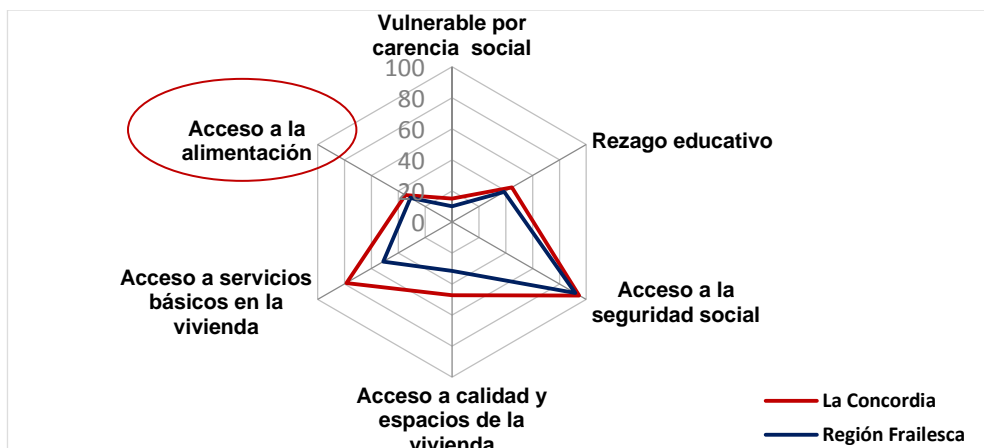 Vulnerable por
carencia social
100
80
60
40
20
0
Acceso a la
alimentación
Rezago educativo
Acceso a servicios
básicos en la
vivienda
Acceso a la
seguridad social
Acceso a calidad y
espacios de la
vivienda
La Concordia
Región Frailesca